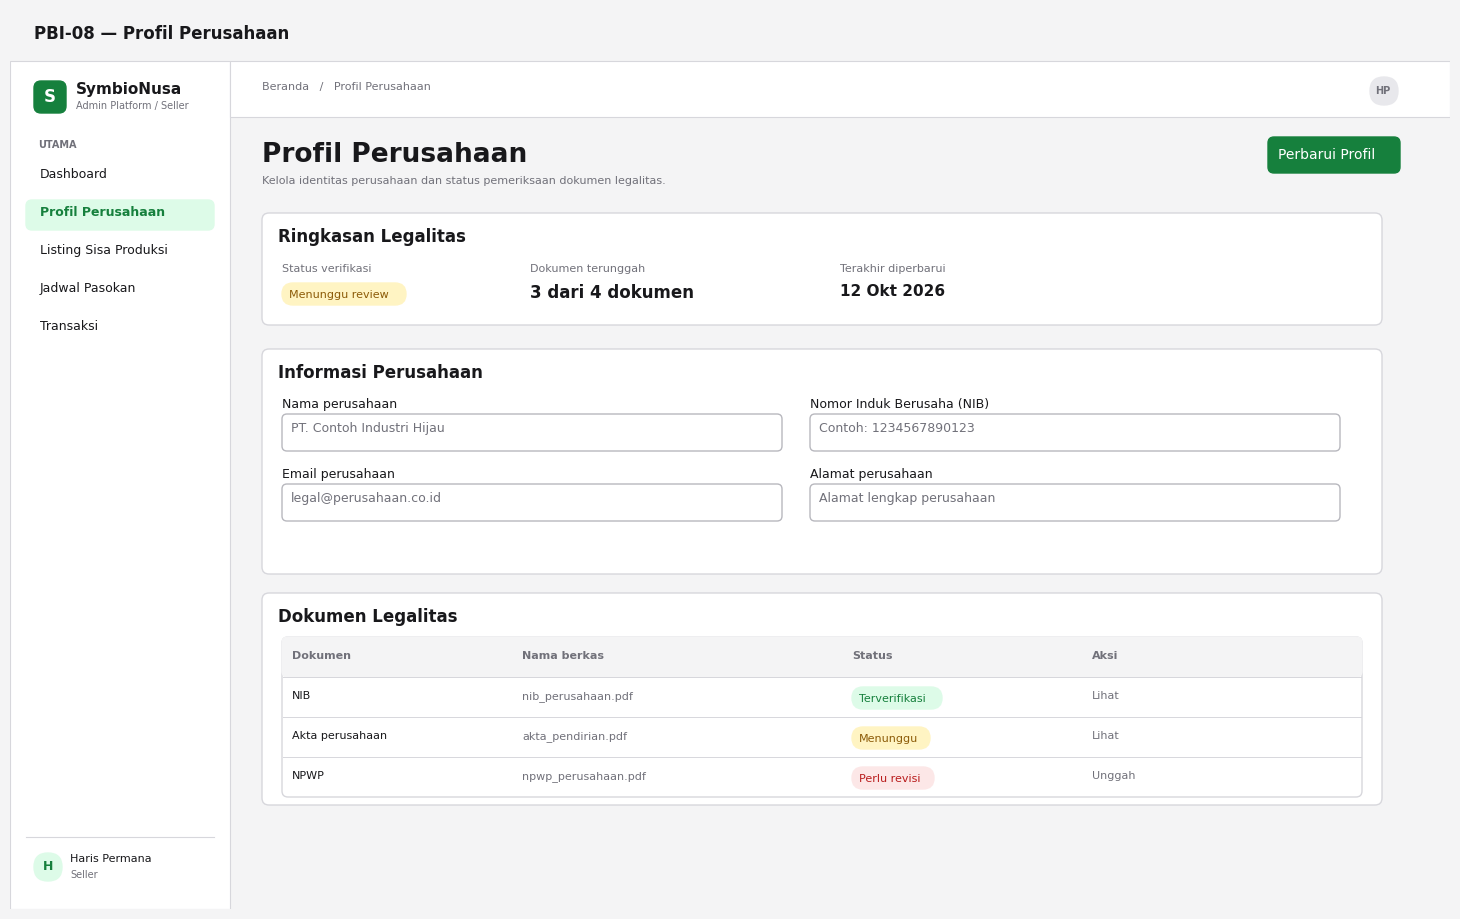 PBI-08 — Profil Perusahaan
S
SymbioNusa
Admin Platform / Seller
UTAMA
Dashboard
Profil Perusahaan
Listing Sisa Produksi
Jadwal Pasokan
Transaksi
H
Haris Permana
Seller
Beranda / Profil Perusahaan
HP
Profil Perusahaan
Kelola identitas perusahaan dan status pemeriksaan dokumen legalitas.
Perbarui Profil
Ringkasan Legalitas
Status verifikasi Dokumen terunggah Terakhir diperbarui
Menunggu review 3 dari 4 dokumen 12 Okt 2026
Informasi Perusahaan
Nama perusahaan Nomor Induk Berusaha (NIB)
PT. Contoh Industri Hijau Contoh: 1234567890123
Email perusahaan Alamat perusahaan
legal@perusahaan.co.id Alamat lengkap perusahaan
Dokumen Legalitas
Dokumen Nama berkas Status Aksi
NIB nib_perusahaan.pdf Terverifikasi Lihat
Akta perusahaan akta_pendirian.pdf Menunggu Lihat
NPWP npwp_perusahaan.pdf Perlu revisi Unggah